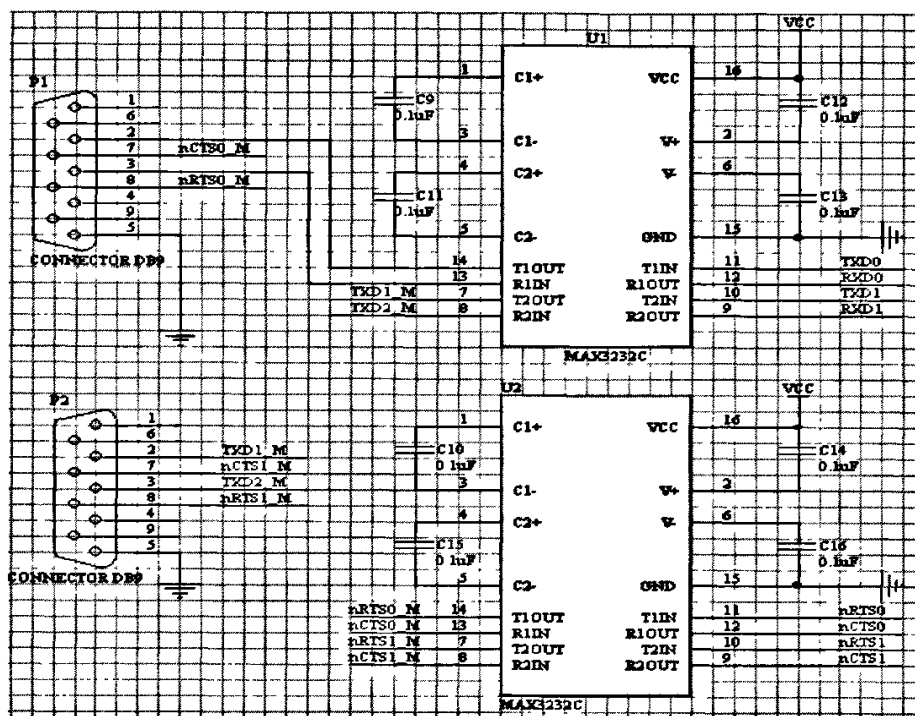 P1
1
6
2
7 nCTS0_M
3
8 nRTS0_M
4
9
5
CONNECTOR DB9
U1
VCC
1 C1+ VCC 16
C9
0.1uF
C12
0.1uF
3 C1- V+ 2
4 C2+ V- 6
C11
0.1uF
C13
0.1uF
5 C2- GND 15
14 T1OUT T1IN 11 TXD0
13 R1IN R1OUT 12 RXD0
TXD1_M 7 T2OUT T2IN 10 TXD1
TXD2_M 8 R2IN R2OUT 9 RXD1
MAX3232C
P2
1
6
2 TXD1_M
7 nCTS1_M
3 TXD2_M
8 nRTS1_M
4
9
5
CONNECTOR DB9
U2
VCC
1 C1+ VCC 16
C10
0.1uF
C14
0.1uF
3 C1- V+ 2
4 C2+ V- 6
C15
0.1uF
C16
0.1uF
5 C2- GND 15
nRTS0_M 14 T1OUT T1IN 11 nRTS0
nCTS0_M 13 R1IN R1OUT 12 nCTS0
nRTS1_M 7 T2OUT T2IN 10 nRTS1
nCTS1_M 8 R2IN R2OUT 9 nCTS1
MAX3232C